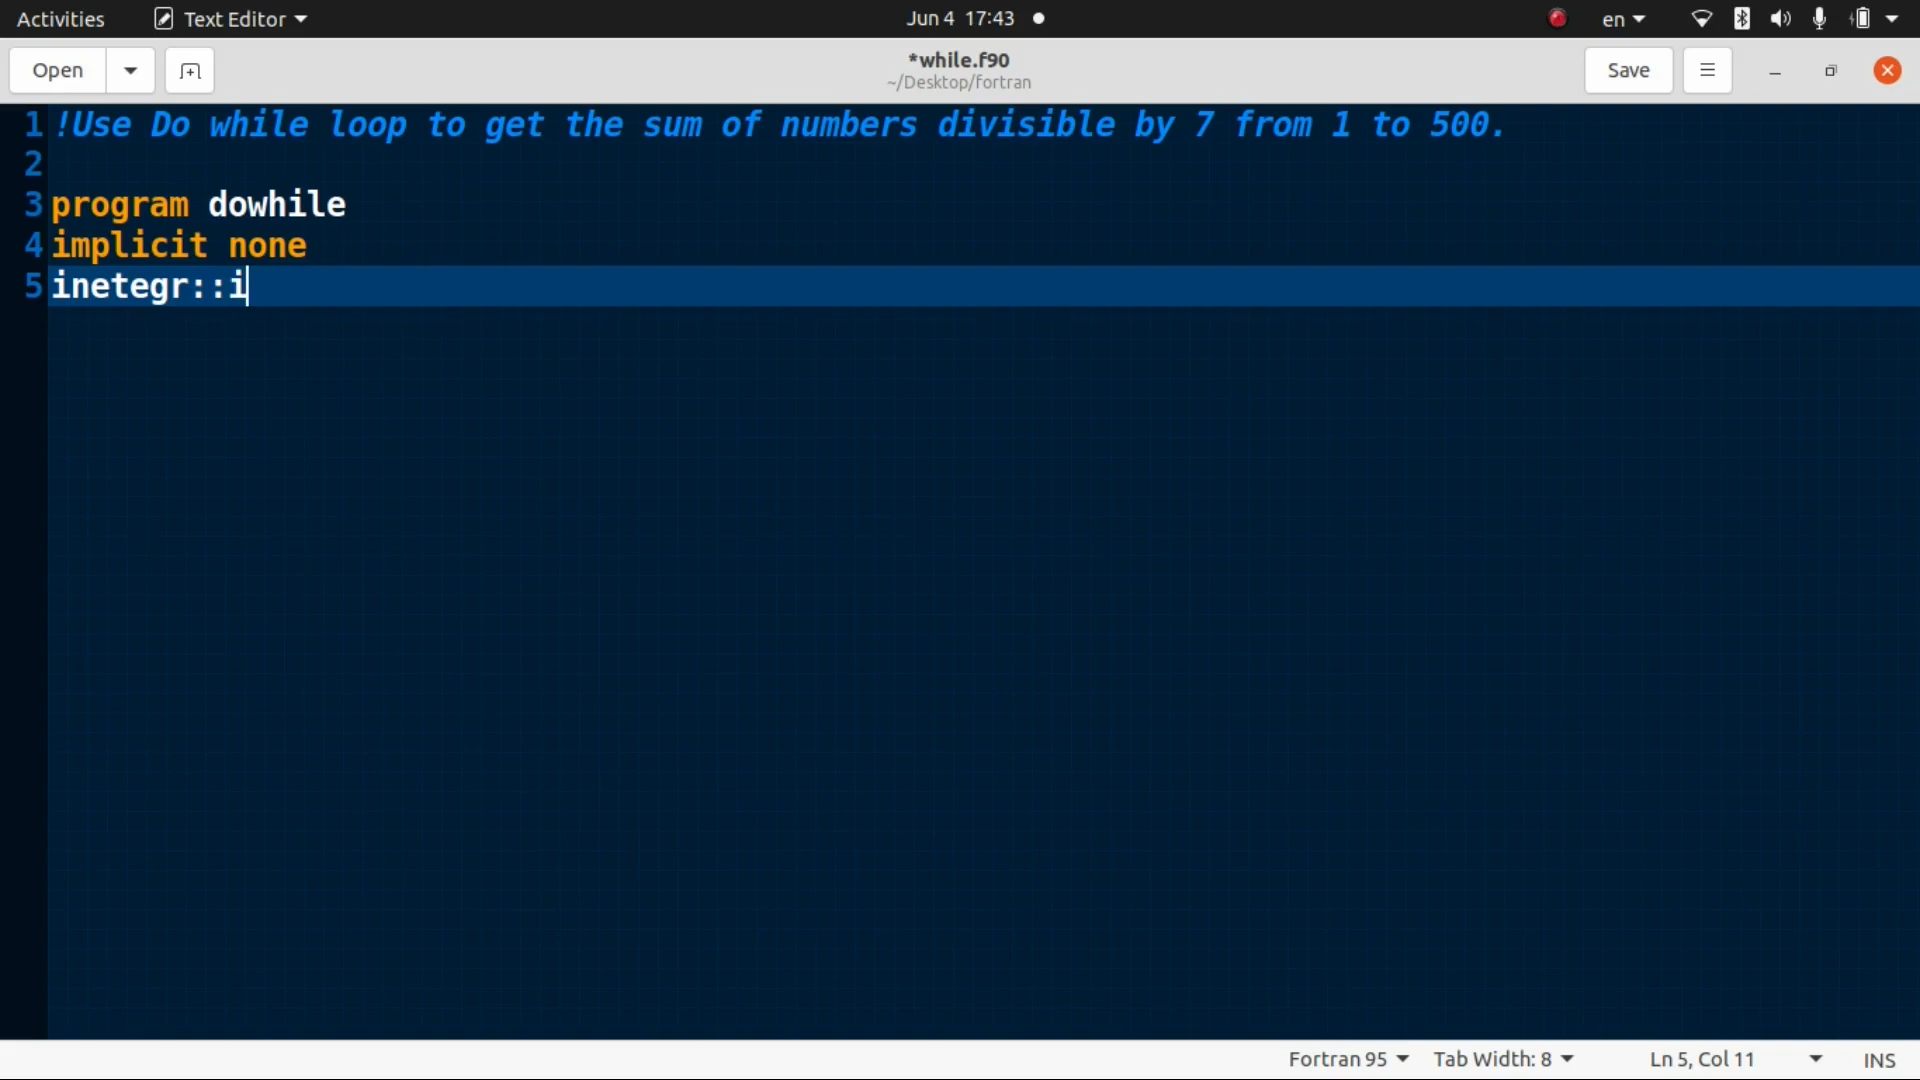 Activities Text Editor Jun 4 17:43 en
Open *while.f90 Save
~/Desktop/fortran
1 !Use Do while loop to get the sum of numbers divisible by 7 from 1 to 500.
2
3 program dowhile
4 implicit none
5 inetegr::i
Fortran 95 Tab Width: 8 Ln 5, Col 11 INS